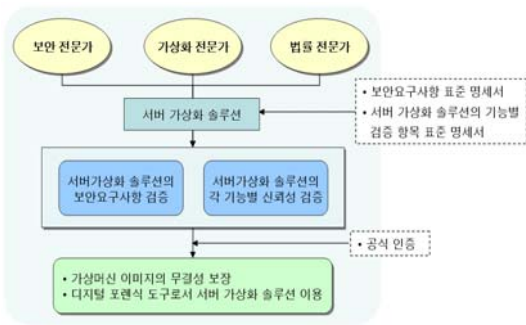 보안 전문가
가상화 전문가
법률 전문가
서버 가상화 솔루션
• 보안요구사항 표준 명세서
• 서버 가상화 솔루션의 기능별
검증 항목 표준 명세서
서버가상화 솔루션의
보안요구사항 검증
서버가상화 솔루션의
각 기능별 신뢰성 검증
• 공식 인증
• 가상머신 이미지의 무결성 보장
• 디지털 포렌식 도구로서 서버 가상화 솔루션 이용